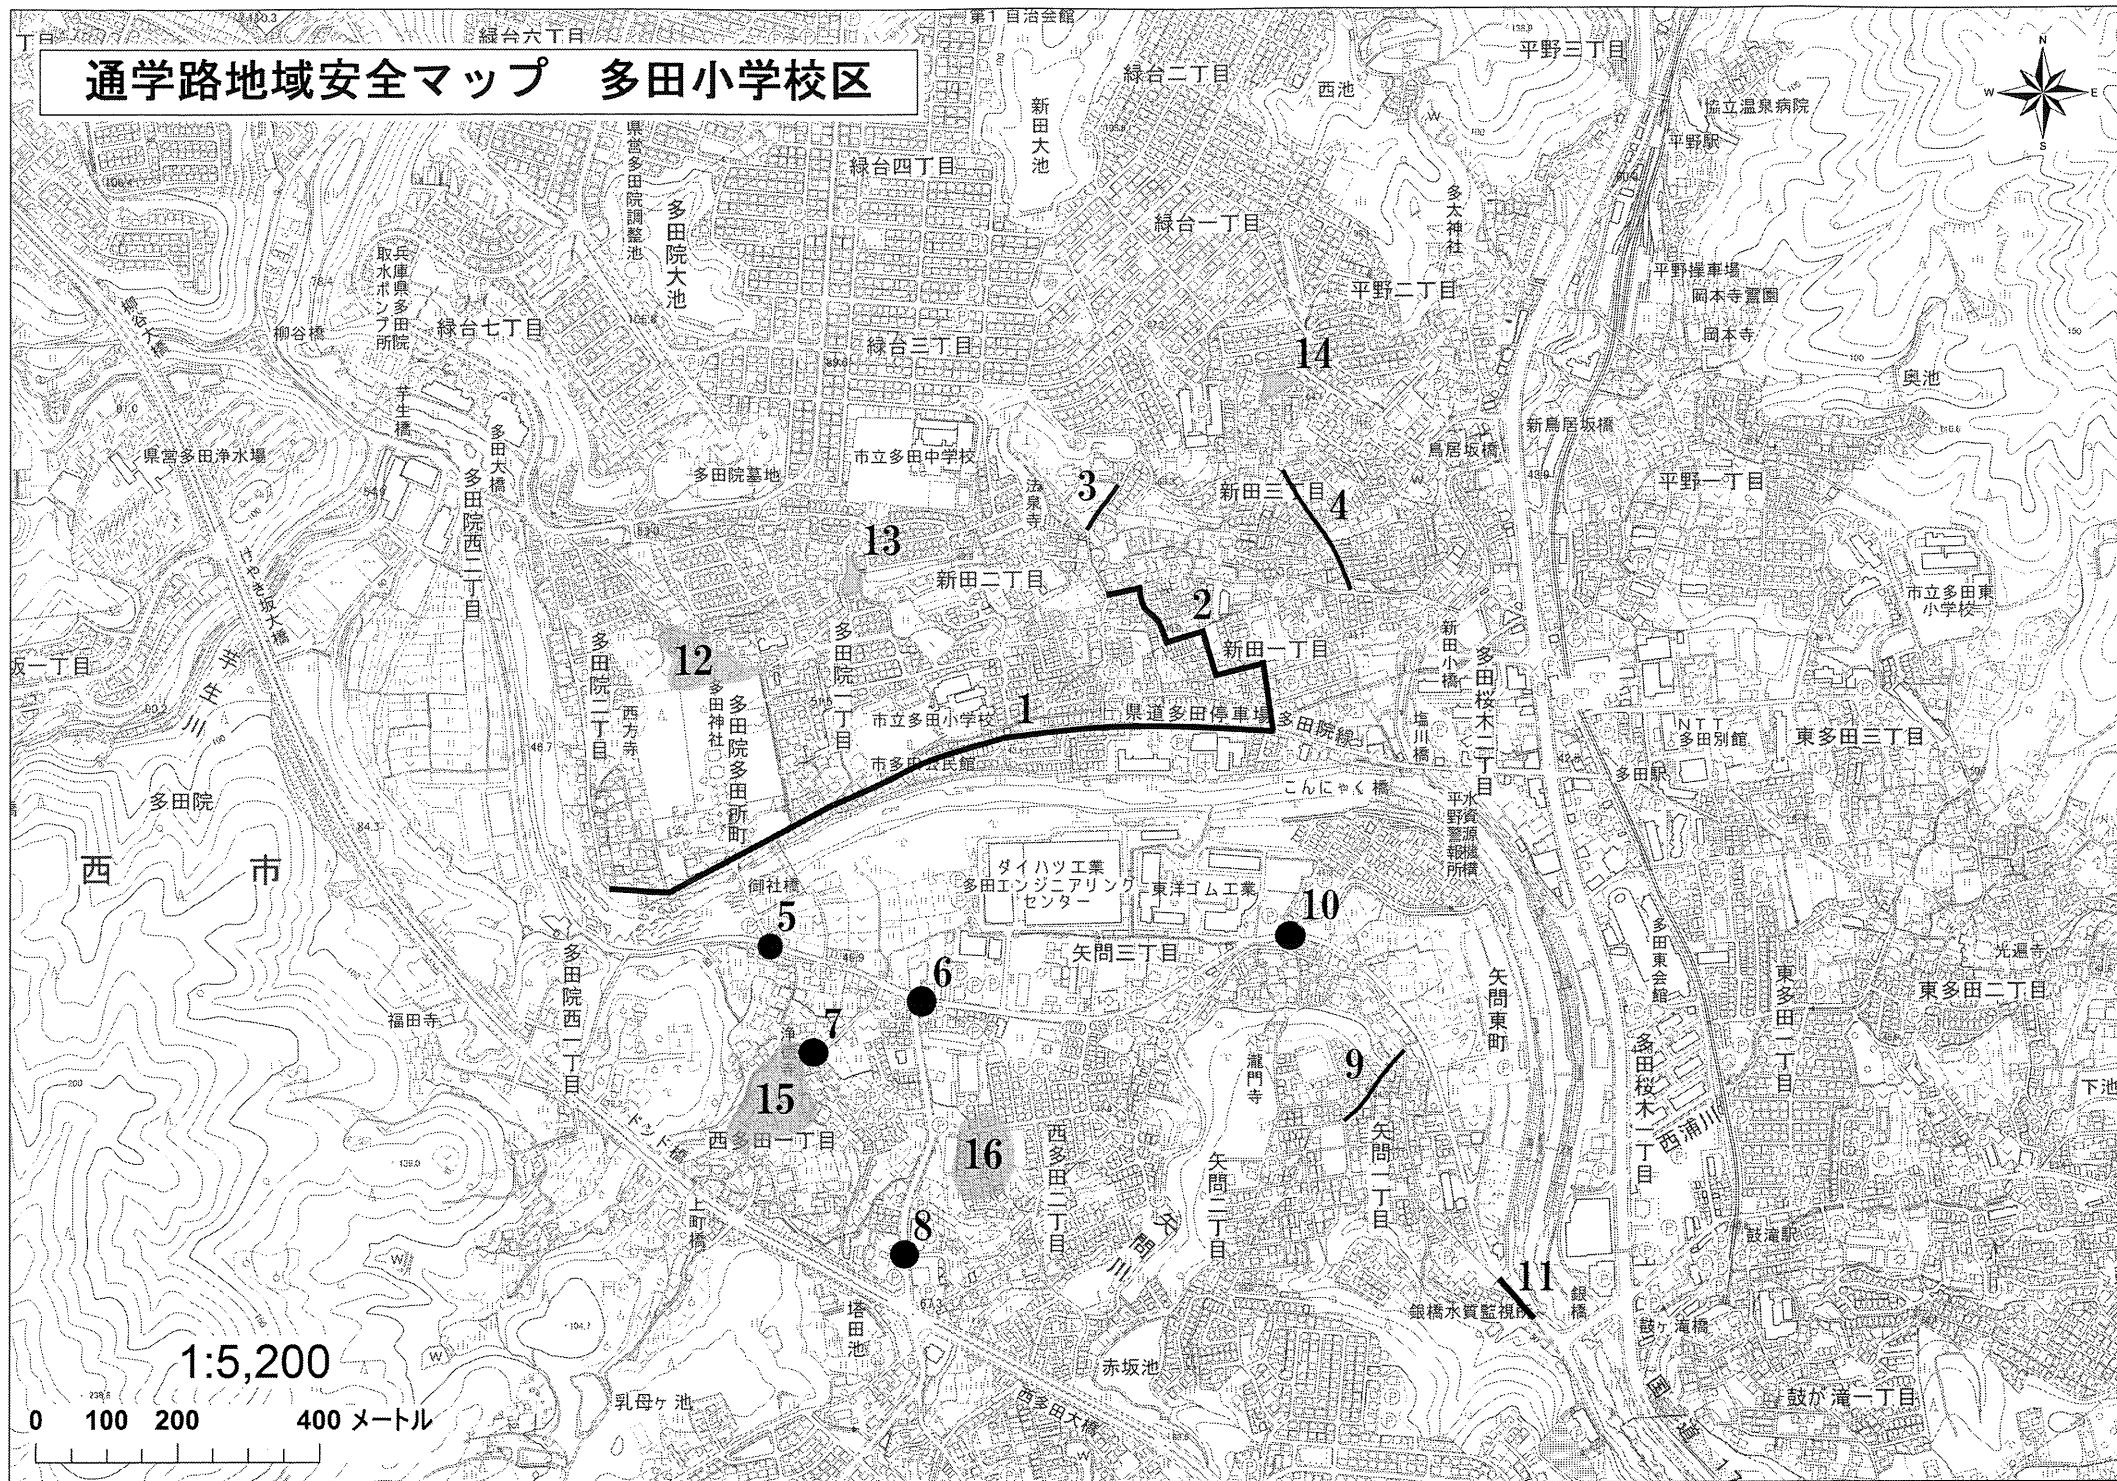 通学路地域安全マップ 多田小学校区
第1自治会館
丁目
緑台六丁目
緑台二丁目
西池
平野三丁目
N
W
E
S
協立温泉病院
平野駅
新田大池
県営多田院調整池
緑台四丁目
多田院大池
緑台一丁目
多太神社
平野二丁目
平野操車場
岡本寺霊園
岡本寺
兵庫県多田院
取水ポンプ所
柳谷橋
緑台七丁目
緑台三丁目
14
奥池
芋生橋
多田大橋
新鳥居坂橋
鳥居坂橋
県営多田浄水場
多田院墓地
市立多田中学校
法泉寺
3
新田三丁目
4
平野一丁目
多田院西二丁目
けやき坂大橋
13
新田二丁目
2
市立多田東
小学校
新田一丁目
新田小橋
多田桜木二丁目
坂一丁目
芋生川
多田院二丁目
12
多田神社
多田院多田所町
西方寺
多田院一丁目
市立多田小学校
1
県道多田停車場
多田院線
塩川橋
NTT
多田別館
東多田三丁目
市多田公民館
多田駅
こんにゃく橋
多田院
水資源機構
平野警報所
西市
御社橋
5
ダイハツ工業
多田エンジニアリング
センター
東洋ゴム工業
10
多田東会館
光遍寺
東多田二丁目
矢問三丁目
6
矢問東町
東多田一丁目
多田院西一丁目
福田寺
浄
7
瀧門寺
9
多田桜木一丁目
下池
15
西多田一丁目
ドンド橋
16
西多田二丁目
西浦川
矢問一丁目
矢問二丁目
上町橋
8
矢問川
鼓滝駅
11
銀橋水質監視所
銀橋
鼓ヶ滝橋
塔田池
赤坂池
1:5,200
乳母ヶ池
西多田大橋
国道17
鼓が滝一丁目
0 100 200 400 メートル